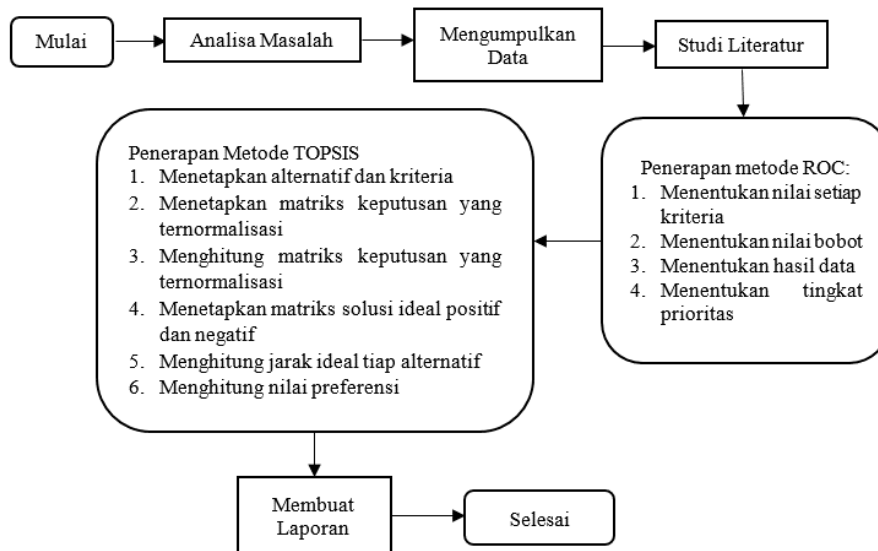 Mulai
Analisa Masalah
Mengumpulkan
Data
Studi Literatur
Penerapan metode ROC:
1. Menentukan nilai setiap
kriteria
2. Menentukan nilai bobot
3. Menentukan hasil data
4. Menentukan tingkat
prioritas
Penerapan Metode TOPSIS
1. Menetapkan alternatif dan kriteria
2. Menetapkan matriks keputusan yang
ternormalisasi
3. Menghitung matriks keputusan yang
ternormalisasi
4. Menetapkan matriks solusi ideal positif
dan negatif
5. Menghitung jarak ideal tiap alternatif
6. Menghitung nilai preferensi
Membuat
Laporan
Selesai